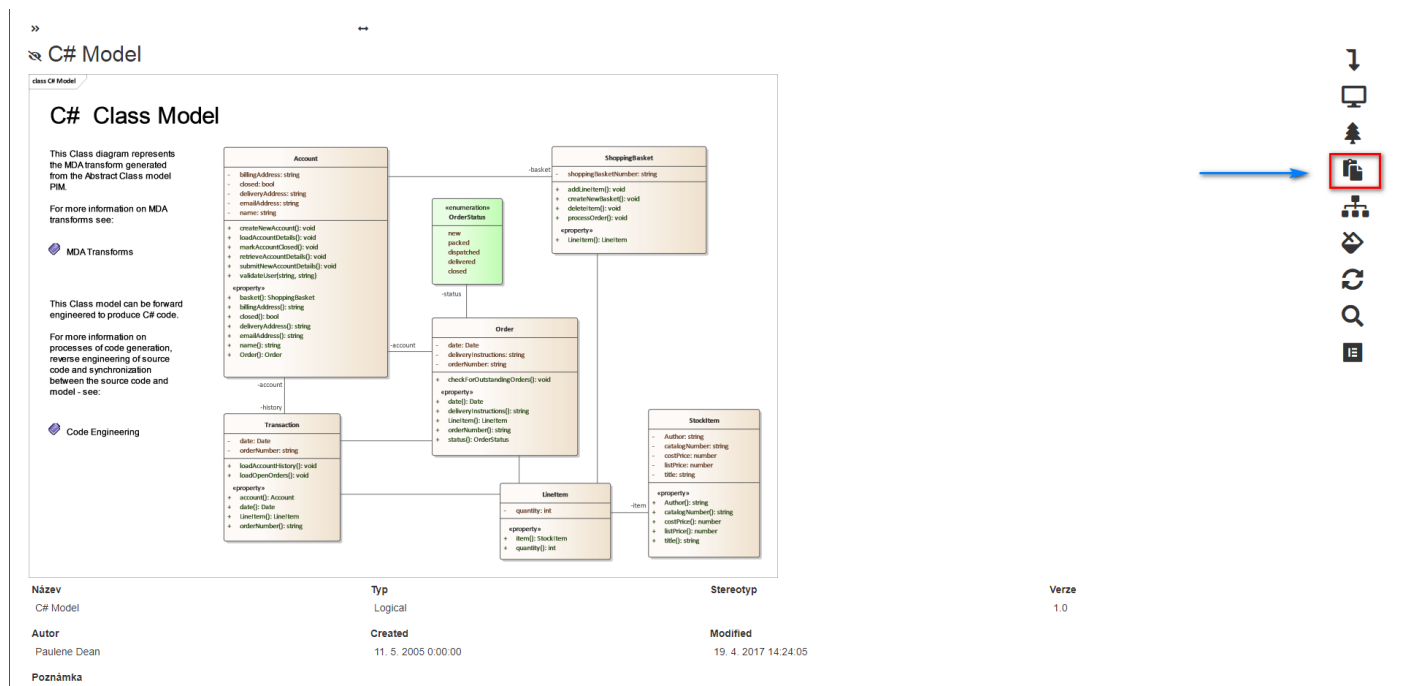 C# Model
class C# Model
C# Class Model
This Class diagram represents
the MDA transform generated
from the Abstract Class model
PIM.
For more information on MDA
transforms see:
MDA Transforms
This Class model can be forward
engineered to produce C# code.
For more information on
processes of code generation,
reverse engineering of source
code and synchronization
between the source code and
model - see:
Code Engineering
Account
- billingAddress: string
- closed: bool
- deliveryAddress: string
- emailAddress: string
- name: string
+ createNewAccount(): void
+ loadAccountDetails(): void
+ markAccountClosed(): void
+ retrieveAccountDetails(): void
+ submitNewAccountDetails(): void
+ validateUser(string, string)
«property»
+ basket(): ShoppingBasket
+ billingAddress(): string
+ closed(): bool
+ deliveryAddress(): string
+ emailAddress(): string
+ name(): string
+ Order(): Order
-basket
ShoppingBasket
- shoppingBasketNumber: string
+ addLineItem(): void
+ createNewBasket(): void
+ deleteItem(): void
+ processOrder(): void
«property»
+ LineItem(): LineItem
«enumeration»
OrderStatus
new
packed
dispatched
delivered
closed
-status
-account
Order
- date: Date
- deliveryInstructions: string
- orderNumber: string
+ checkForOutstandingOrders(): void
«property»
+ date(): Date
+ deliveryInstructions(): string
+ LineItem(): LineItem
+ orderNumber(): string
+ status(): OrderStatus
-account
-history
Transaction
- date: Date
- orderNumber: string
+ loadAccountHistory(): void
+ loadOpenOrders(): void
«property»
+ account(): Account
+ date(): Date
+ LineItem(): LineItem
+ orderNumber(): string
LineItem
- quantity: int
«property»
+ item(): StockItem
+ quantity(): int
-item
StockItem
- Author: string
- catalogNumber: string
- costPrice: number
- listPrice: number
- title: string
«property»
+ Author(): string
+ catalogNumber(): string
+ costPrice(): number
+ listPrice(): number
+ title(): string
Název Typ Stereotyp Verze
C# Model Logical 1.0
Autor Created Modified
Paulene Dean 11. 5. 2005 0:00:00 19. 4. 2017 14:24:05
Poznámka